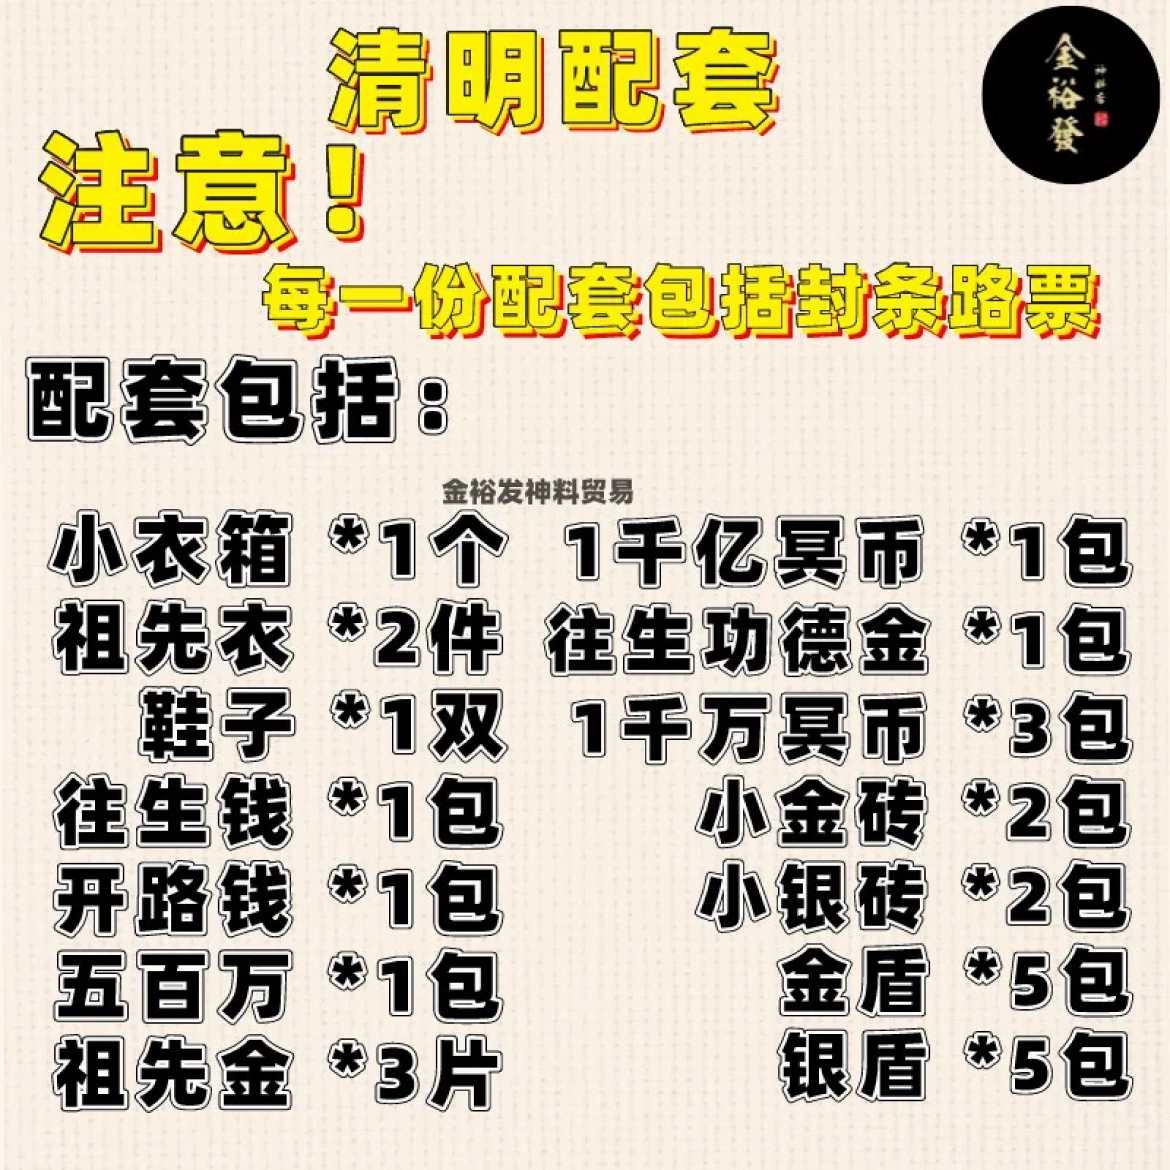 清明配套
金裕發
神料店
注意！
每一份配套包括封条路票
配套包括：
金裕发神料贸易
小衣箱 *1个
祖先衣 *2件
鞋子 *1双
往生钱 *1包
开路钱 *1包
五百万 *1包
祖先金 *3片
1千亿冥币 *1包
往生功德金 *1包
1千万冥币 *3包
小金砖 *2包
小银砖 *2包
金盾 *5包
银盾 *5包